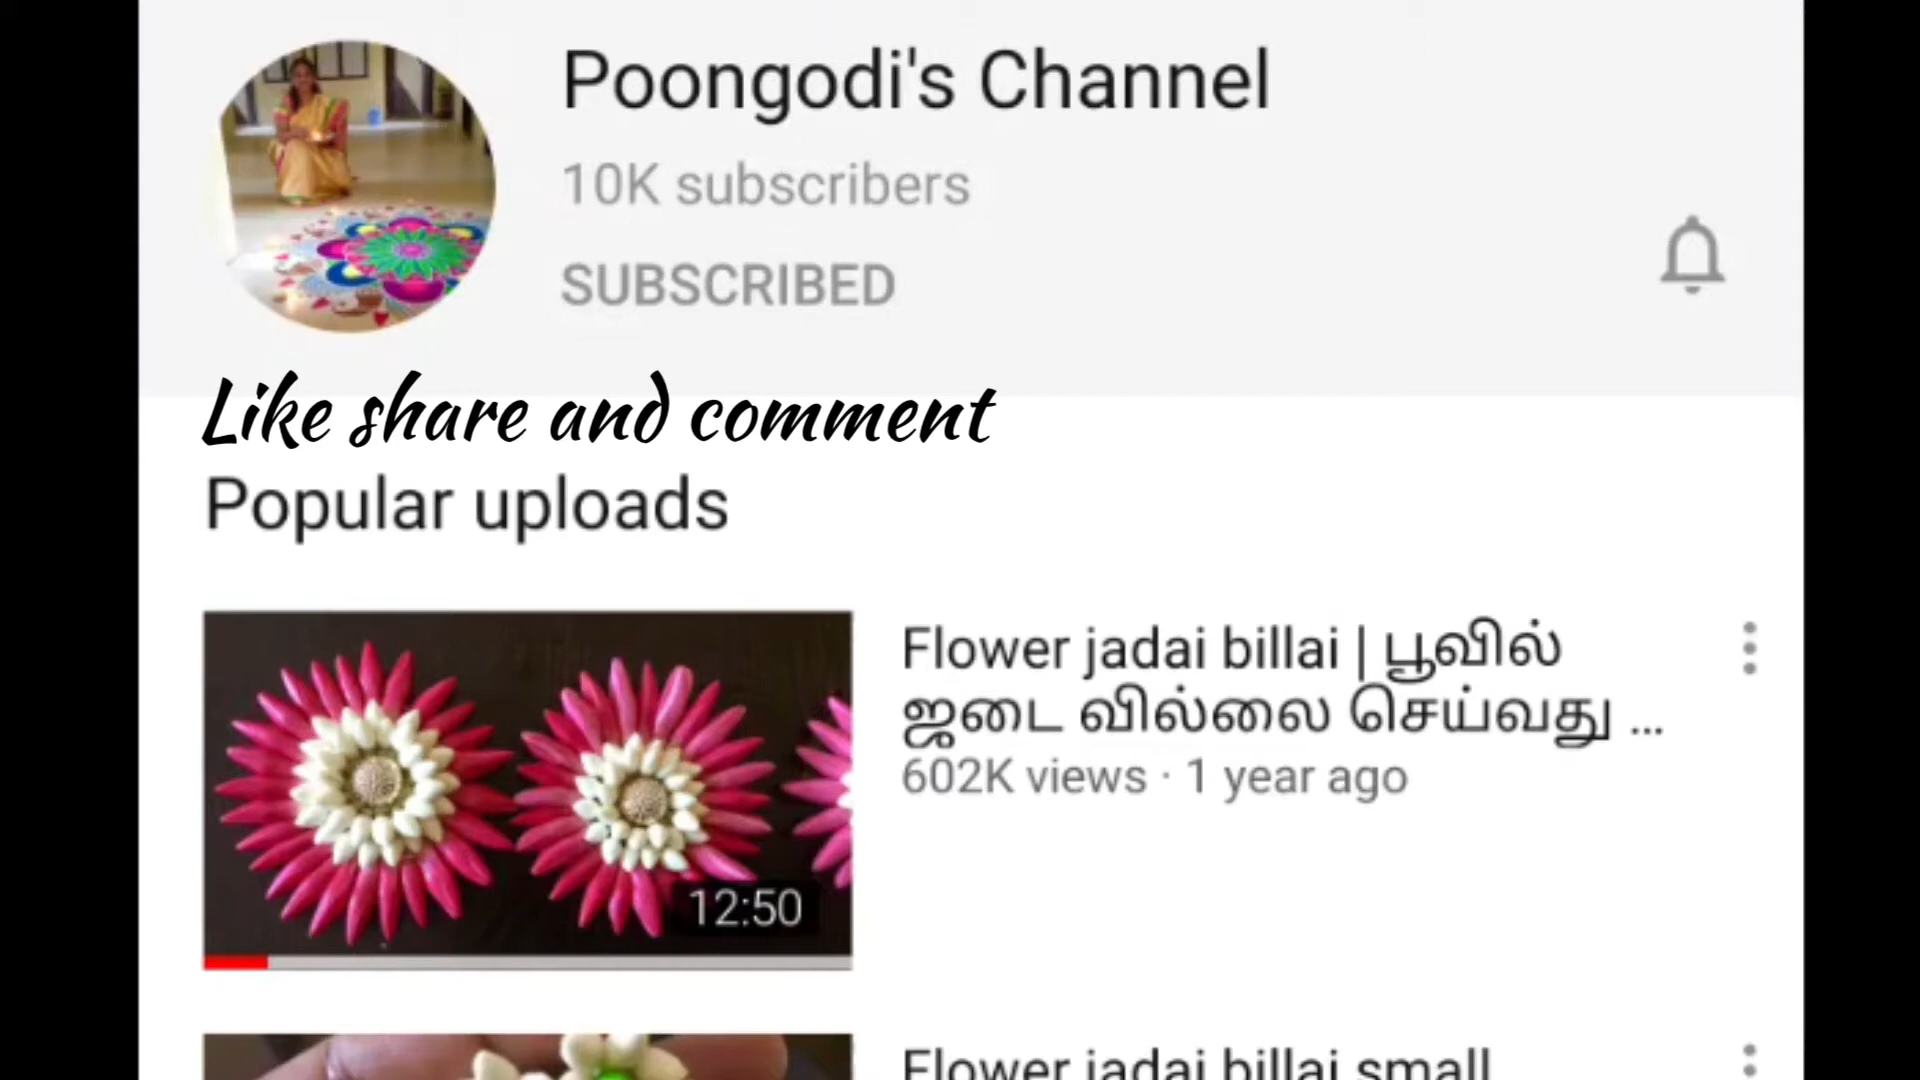 Poongodi's Channel
10K subscribers
SUBSCRIBED
Like share and comment
Popular uploads
Flower jadai billai | பூவில்
ஜடை வில்லை செய்வது ...
602K views · 1 year ago
12:50
Flower jadai billai small